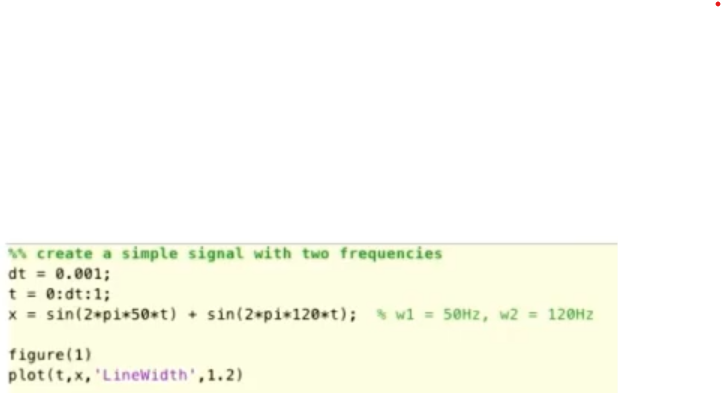 %% create a simple signal with two frequencies
dt = 0.001;
t = 0:dt:1;
x = sin(2*pi*50*t) + sin(2*pi*120*t);  % w1 = 50Hz, w2 = 120Hz
figure(1)
plot(t,x,'LineWidth',1.2)